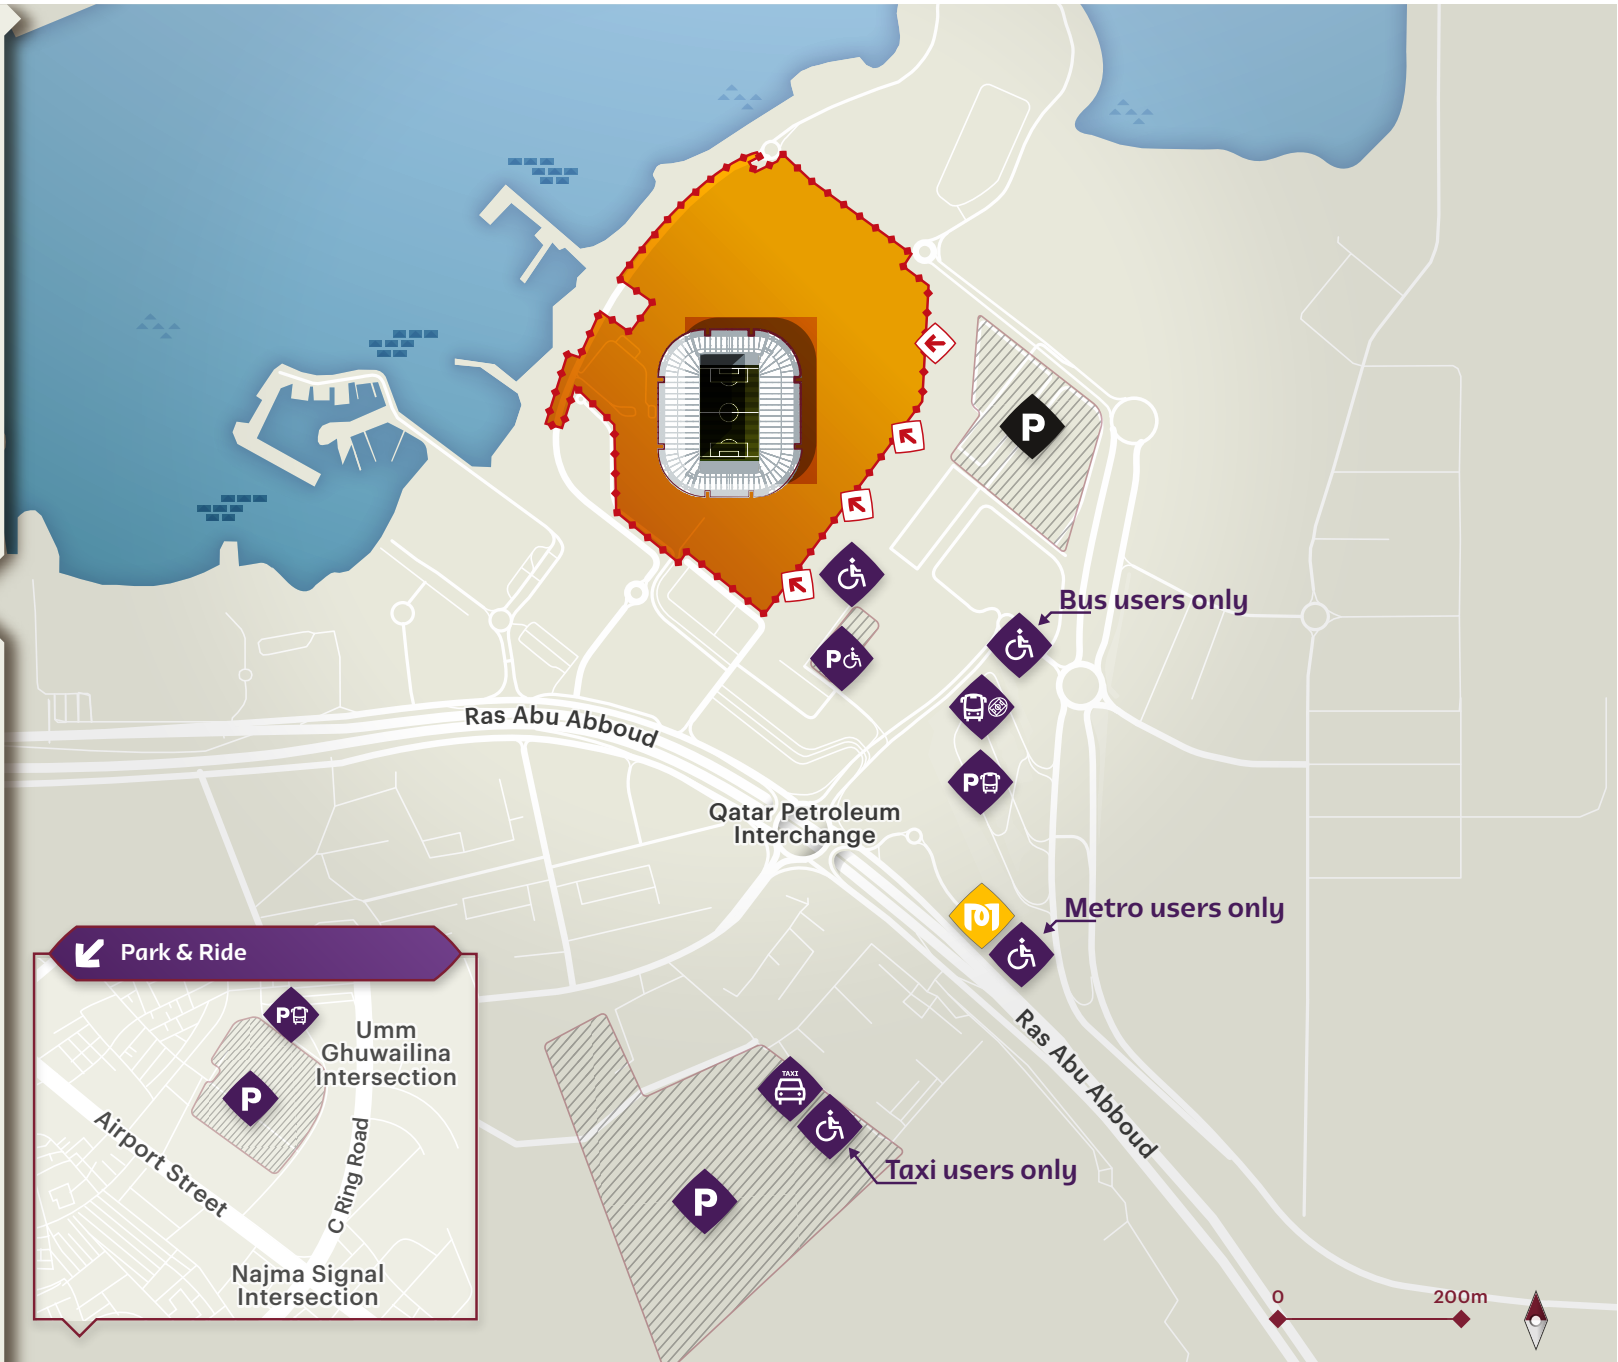 P
Bus users only
P
Ras Abu Abboud
P
Qatar Petroleum
Interchange
Metro users only
Park & Ride
P
Umm
Ghuwailina
Intersection
P
Airport Street
C Ring Road
Najma Signal
Intersection
Ras Abu Abboud
TAXI
Taxi users only
P
0
200m